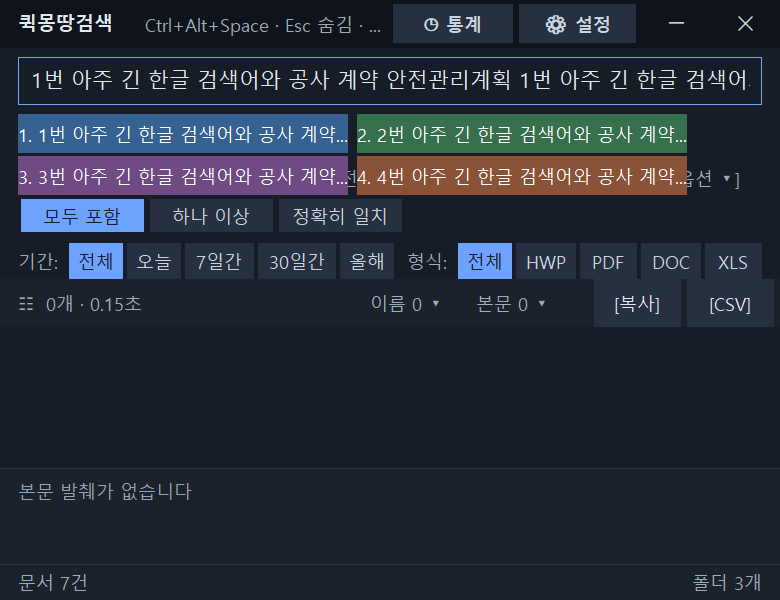 퀵몽땅검색 Ctrl+Alt+Space · Esc 숨김 · ... 통계 설정
1번 아주 긴 한글 검색어와 공사 계약 안전관리계획 1번 아주 긴 한글 검색어
1. 1번 아주 긴 한글 검색어와 공사 계약... 2. 2번 아주 긴 한글 검색어와 공사 계약...
3. 3번 아주 긴 한글 검색어와 공사 계약... 4. 4번 아주 긴 한글 검색어와 공사 계약... 옵션 ▾ ]
모두 포함 하나 이상 정확히 일치
기간: 전체 오늘 7일간 30일간 올해 형식: 전체 HWP PDF DOC XLS
0개 · 0.15초 이름 0 ▾ 본문 0 ▾ [복사] [CSV]
본문 발췌가 없습니다
문서 7건 폴더 3개